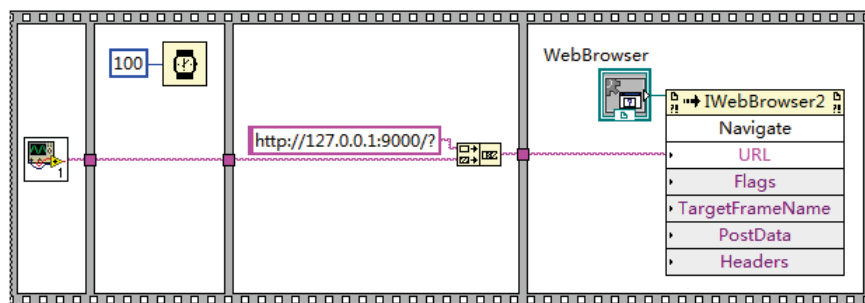 100
1
http://127.0.0.1:9000/?
WebBrowser
IWebBrowser2
Navigate
URL
Flags
TargetFrameName
PostData
Headers